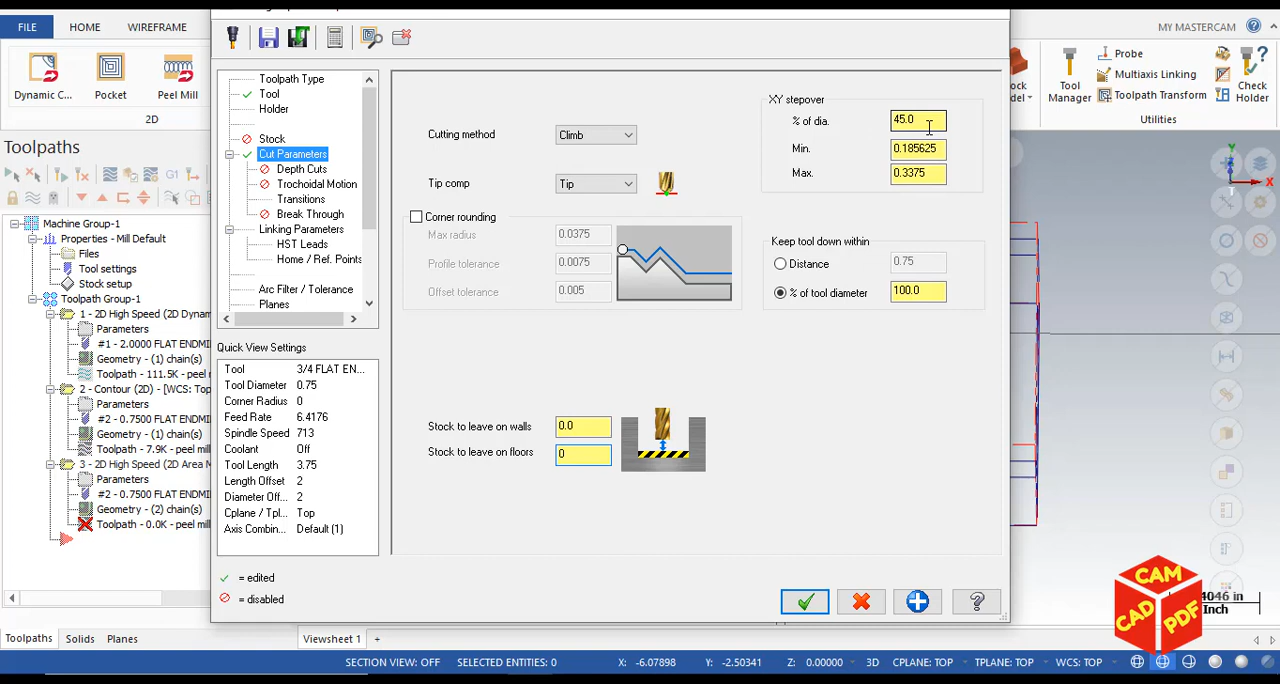 FILE
HOME
WIREFRAME
MY MASTERCAM
Dynamic C...
Pocket
Peel Mill
2D
Tool
Manager
Probe
Multiaxis Linking
Toolpath Transform
Check
Holder
Utilities
Toolpaths
G1
Machine Group-1
Properties - Mill Default
Files
Tool settings
Stock setup
Toolpath Group-1
1 - 2D High Speed (2D Dynam
Parameters
#1 - 2.0000 FLAT ENDMI
Geometry - (1) chain(s)
Toolpath - 111.5K - peel mil
2 - Contour (2D) - [WCS: Top
Parameters
#2 - 0.7500 FLAT ENDMI
Geometry - (1) chain(s)
Toolpath - 7.9K - peel mill.
3 - 2D High Speed (2D Area M
Parameters
#2 - 0.7500 FLAT ENDMI
Geometry - (2) chain(s)
Toolpath - 0.0K - peel mill.
Toolpath Type
Tool
Holder
Stock
Cut Parameters
Depth Cuts
Trochoidal Motion
Transitions
Break Through
Linking Parameters
HST Leads
Home / Ref. Points
Arc Filter / Tolerance
Planes
Quick View Settings
Tool 3/4 FLAT EN...
Tool Diameter 0.75
Corner Radius 0
Feed Rate 6.4176
Spindle Speed 713
Coolant Off
Tool Length 3.75
Length Offset 2
Diameter Off... 2
Cplane / Tpl... Top
Axis Combin... Default (1)
= edited
= disabled
Cutting method Climb
Tip comp Tip
Corner rounding
Max radius 0.0375
Profile tolerance 0.0075
Offset tolerance 0.005
Stock to leave on walls 0.0
Stock to leave on floors 0
XY stepover
% of dia. 45.0
Min. 0.185625
Max. 0.3375
Keep tool down within
Distance 0.75
% of tool diameter 100.0
CAM
CAD
PDF
4046 in
Inch
Toolpaths
Solids
Planes
Viewsheet 1
SECTION VIEW: OFF
SELECTED ENTITIES: 0
X: -6.07898
Y: -2.50341
Z: 0.00000
3D
CPLANE: TOP
TPLANE: TOP
WCS: TOP